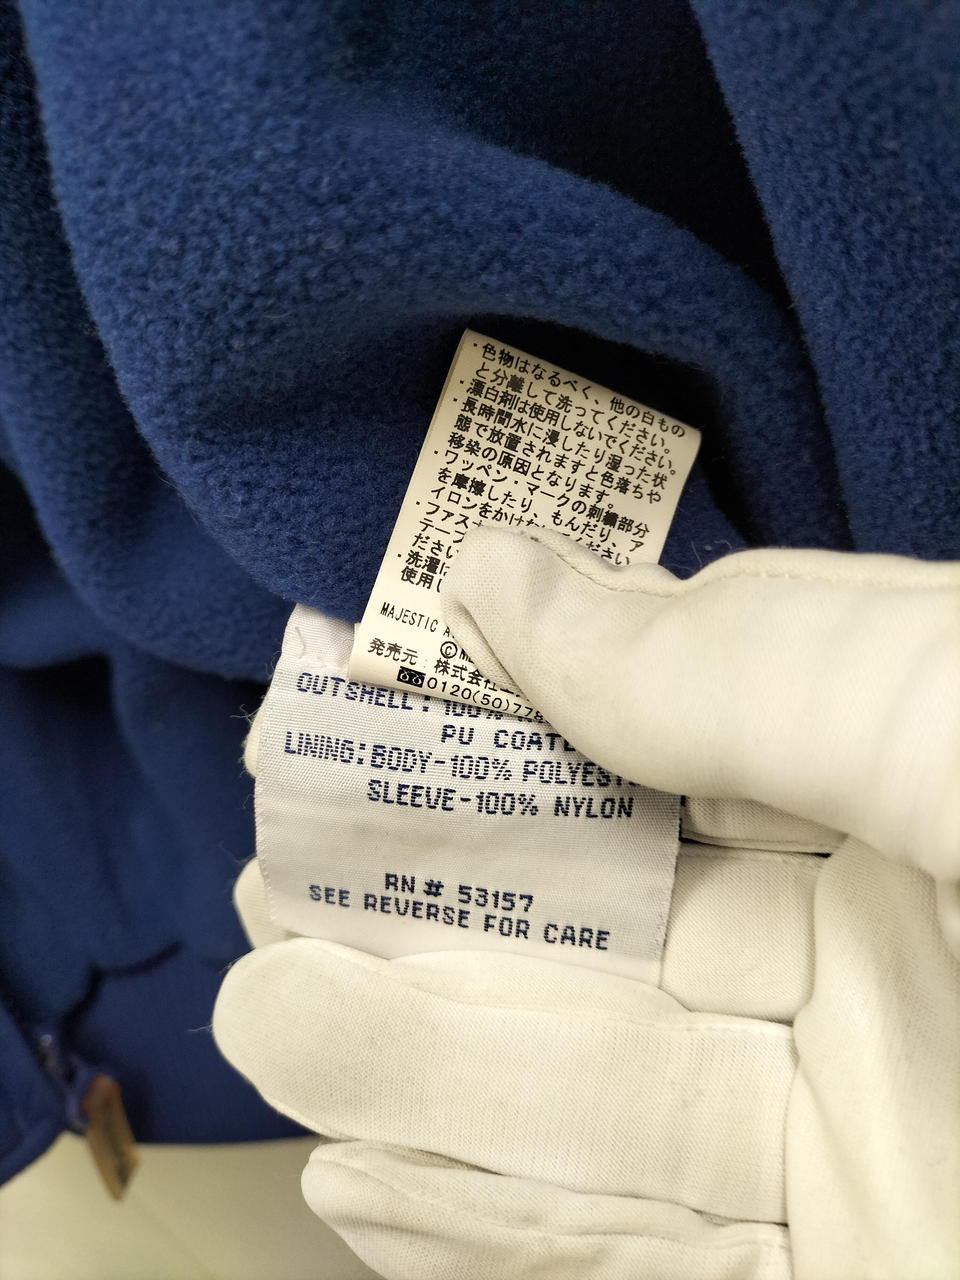 ・色物はなるべく、他の白もの
と分離して洗ってください。
・漂白剤は使用しないでください。
・長時間水に浸したり湿った状
態で放置されますと色落ちや
移染の原因となります。
・ワッペン・マークの刺繍部分
を摩擦したり、もんだり、ア
イロンをかけ ください
・ファス
テープ
ださい
・洗濯
使用し
MAJESTIC
©
発売元：株式会社
0120(50)778
OUTSHELL: 100%
PU
LINING: BODY-100%
SLEEVE-100% NYLON
RN # 53157
SEE REVERSE FOR CARE